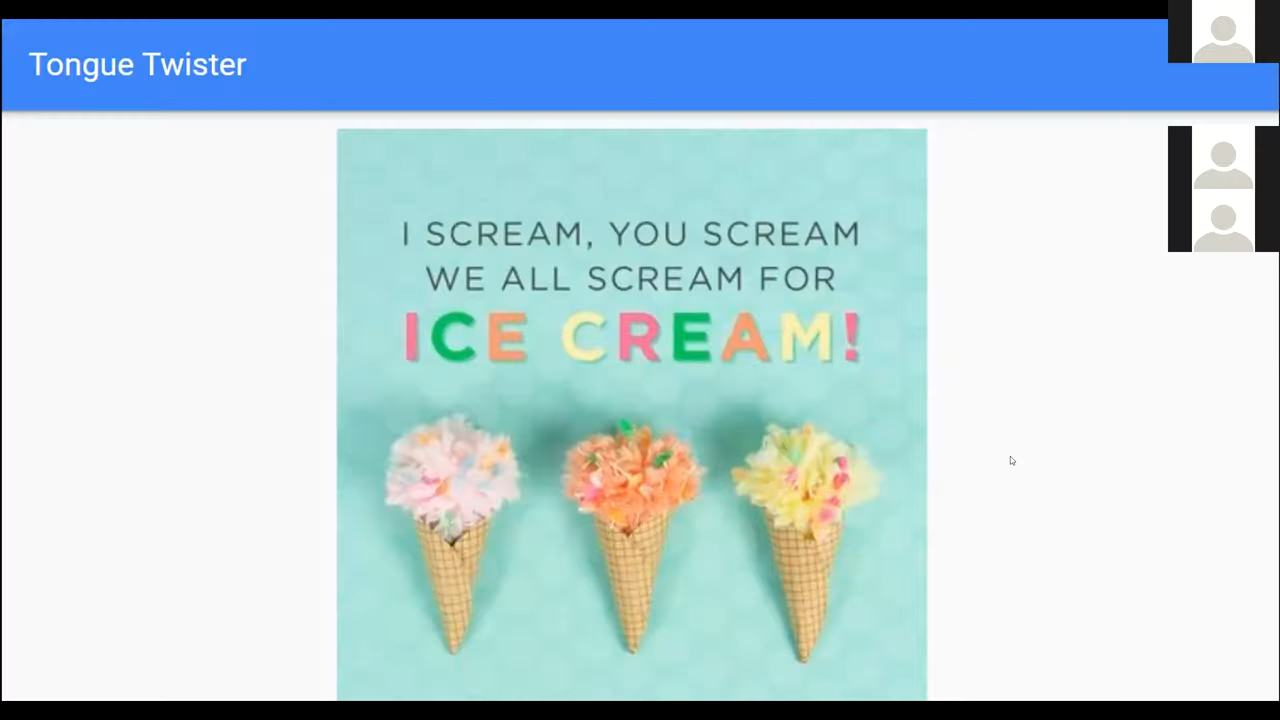 Tongue Twister
I SCREAM, YOU SCREAM
WE ALL SCREAM FOR
ICE CREAM!